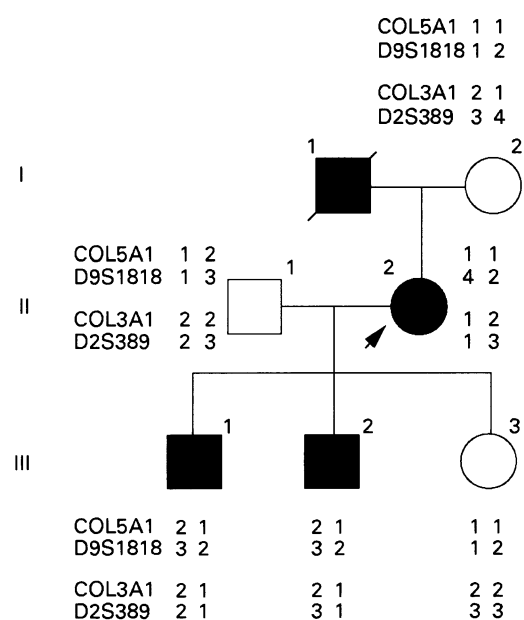 COL5A1 1 1
D9S1818 1 2
COL3A1 2 1
D2S389 3 4
1 2
I
COL5A1 1 2 1 2 1 1
D9S1818 1 3 4 2
II
COL3A1 2 2 1 2
D2S389 2 3 1 3
1 2 3
III
COL5A1 2 1 2 1 1 1
D9S1818 3 2 3 2 1 2
COL3A1 2 1 2 1 2 2
D2S389 2 1 3 1 3 3